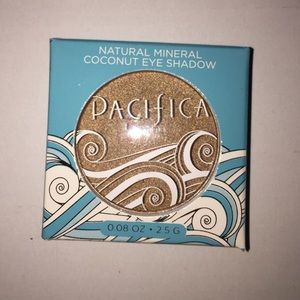 NATURAL MINERAL
COCONUT EYE SHADOW
PACIFICA
0.08 OZ • 2.5 G